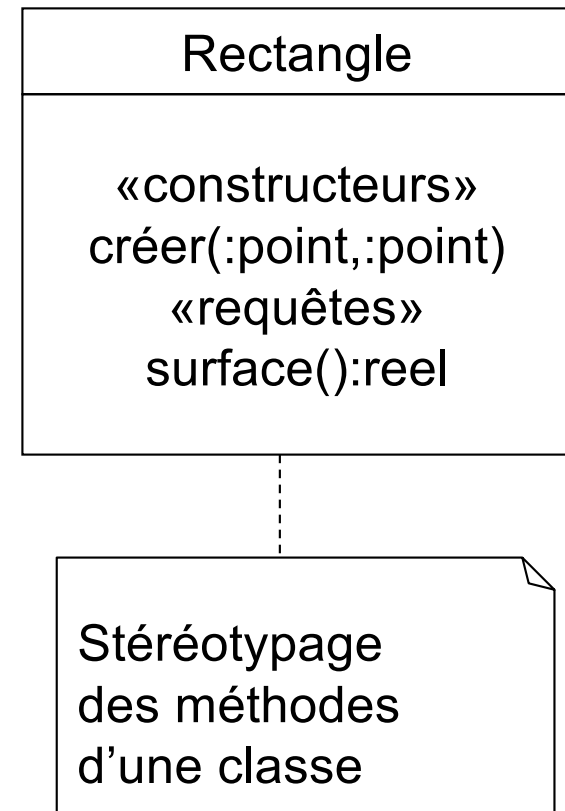 Rectangle
«constructeurs»
créer(:point,:point)
«requêtes»
surface():reel
Stéréotypage
des méthodes
d’une classe